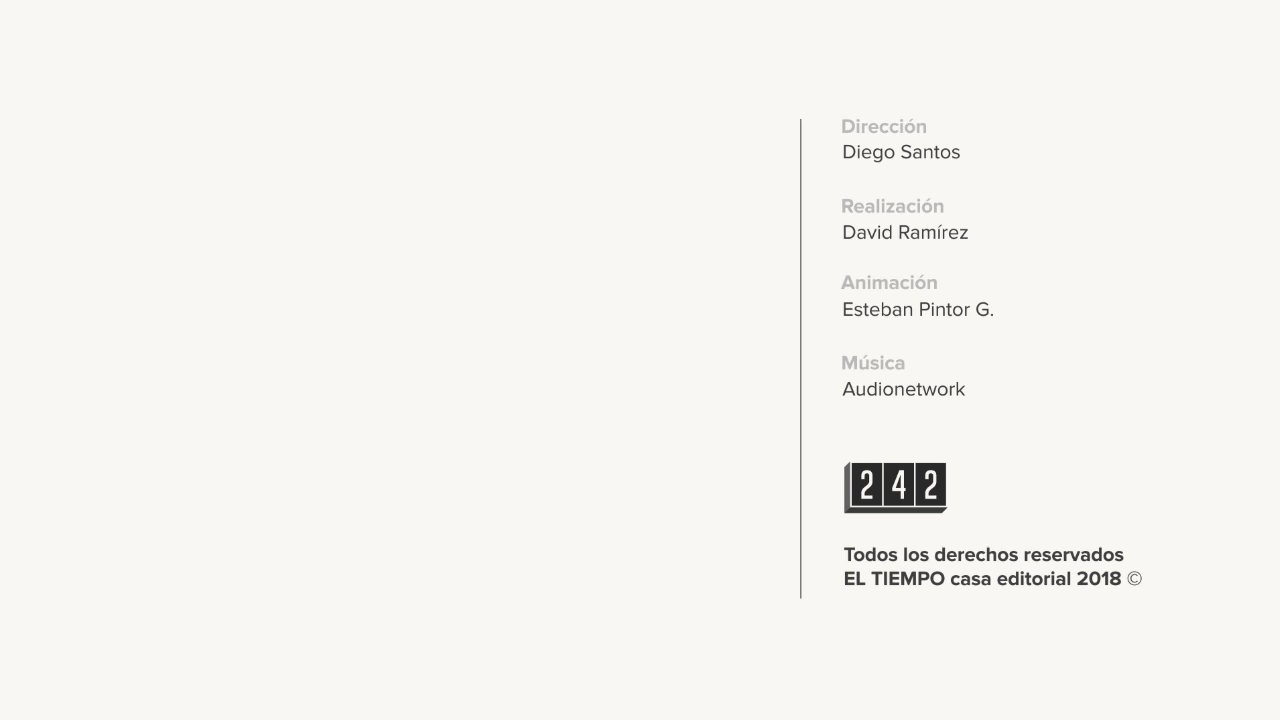 Dirección
Diego Santos
Realización
David Ramírez
Animación
Esteban Pintor G.
Música
Audionetwork
242
Todos los derechos reservados
EL TIEMPO casa editorial 2018 ©